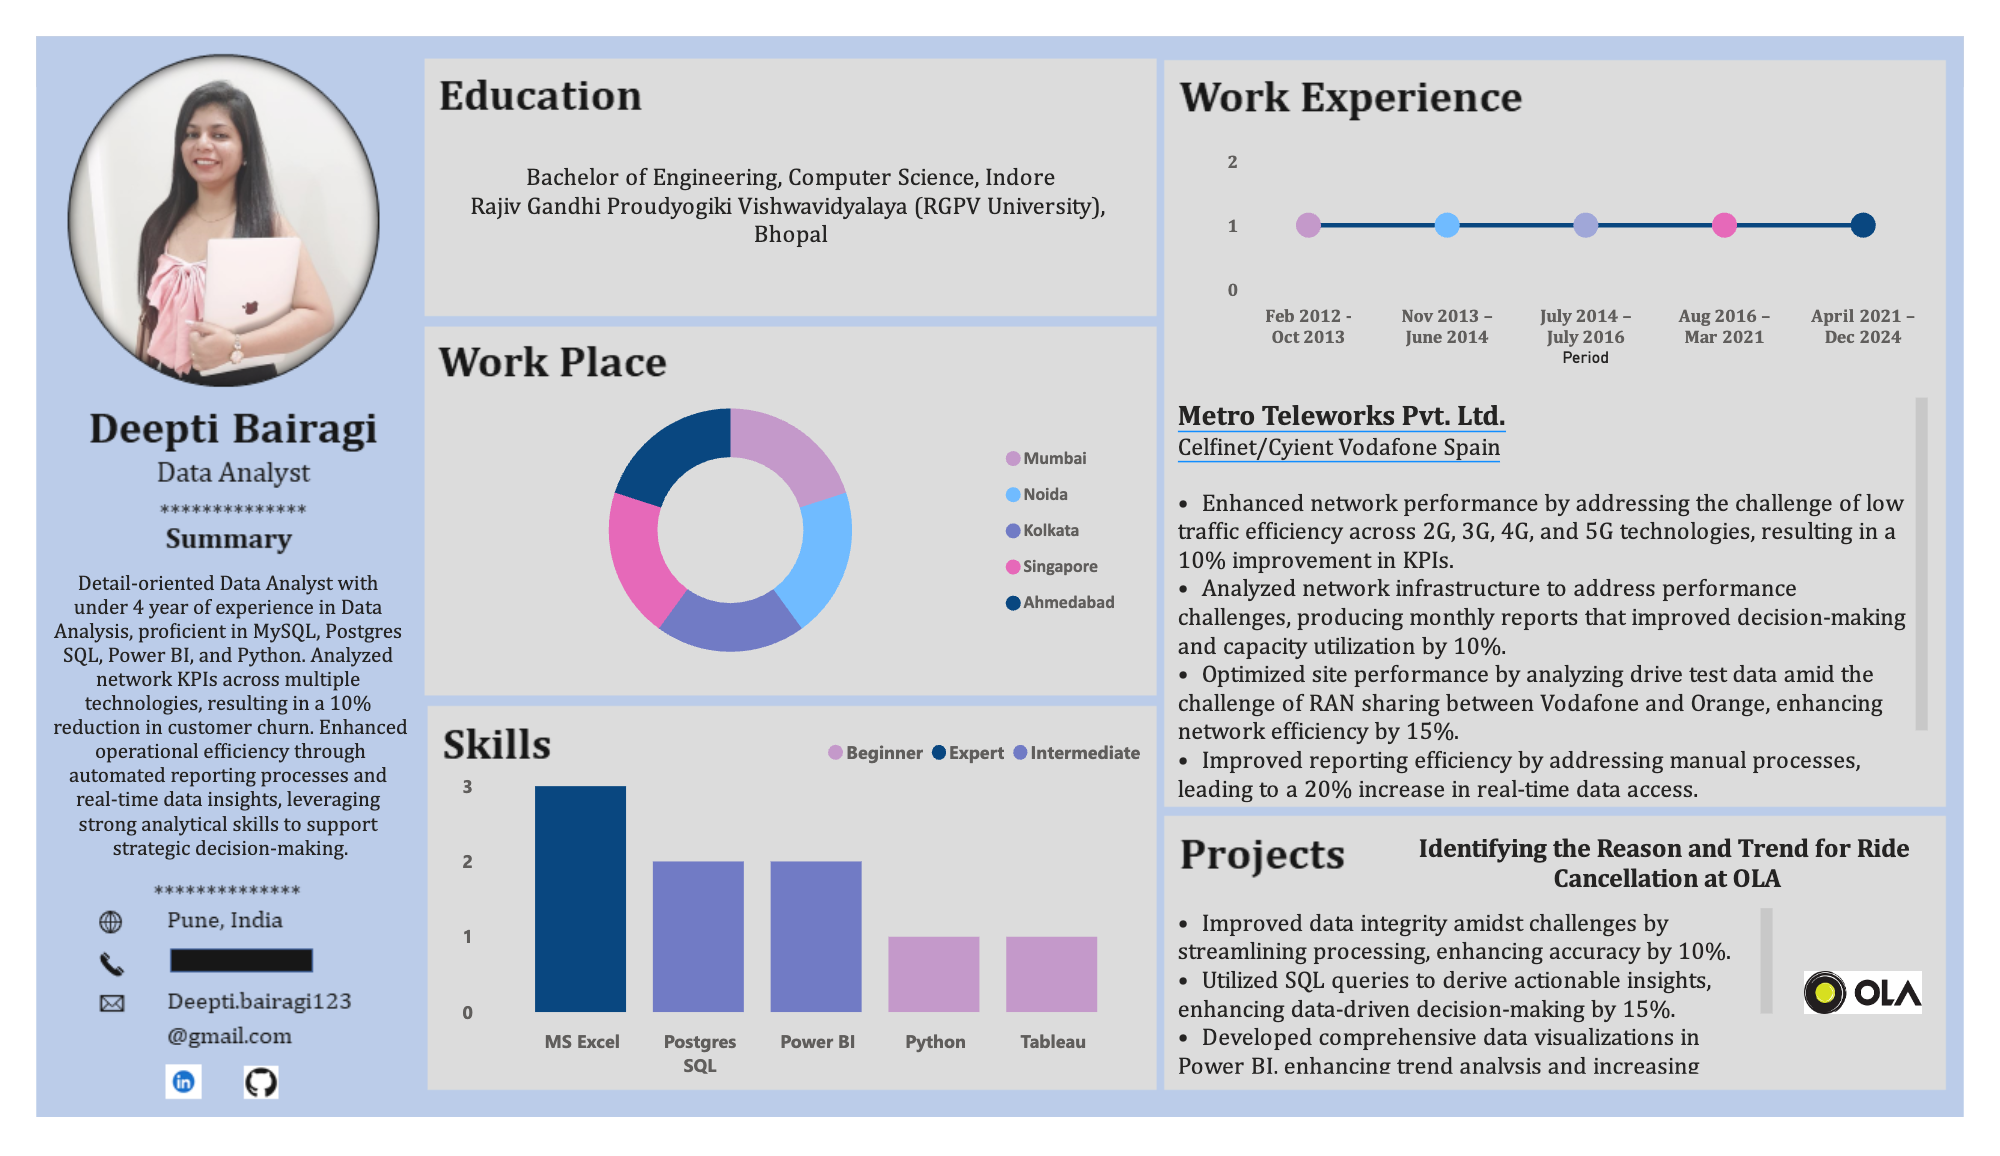 Deepti Bairagi
Data Analyst
**************
Summary
Detail-oriented Data Analyst with
under 4 year of experience in Data
Analysis, proficient in MySQL, Postgres
SQL, Power BI, and Python. Analyzed
network KPIs across multiple
technologies, resulting in a 10%
reduction in customer churn. Enhanced
operational efficiency through
automated reporting processes and
real-time data insights, leveraging
strong analytical skills to support
strategic decision-making.
**************
Pune, India
Deepti.bairagi123
@gmail.com
in
Education
Bachelor of Engineering, Computer Science, Indore
Rajiv Gandhi Proudyogiki Vishwavidyalaya (RGPV University),
Bhopal
Work Place
Mumbai
Noida
Kolkata
Singapore
Ahmedabad
Skills
Beginner Expert Intermediate
3
2
1
0
MS Excel Postgres Power BI Python Tableau
SQL
Work Experience
2
1
0
Feb 2012 - Nov 2013 – July 2014 – Aug 2016 – April 2021 –
Oct 2013 June 2014 July 2016 Mar 2021 Dec 2024
Period
Metro Teleworks Pvt. Ltd.
Celfinet/Cyient Vodafone Spain
• Enhanced network performance by addressing the challenge of low
traffic efficiency across 2G, 3G, 4G, and 5G technologies, resulting in a
10% improvement in KPIs.
• Analyzed network infrastructure to address performance
challenges, producing monthly reports that improved decision-making
and capacity utilization by 10%.
• Optimized site performance by analyzing drive test data amid the
challenge of RAN sharing between Vodafone and Orange, enhancing
network efficiency by 15%.
• Improved reporting efficiency by addressing manual processes,
leading to a 20% increase in real-time data access.
Projects
Identifying the Reason and Trend for Ride
Cancellation at OLA
• Improved data integrity amidst challenges by
streamlining processing, enhancing accuracy by 10%.
• Utilized SQL queries to derive actionable insights,
enhancing data-driven decision-making by 15%.
• Developed comprehensive data visualizations in
Power BI, enhancing trend analysis and increasing
OLA